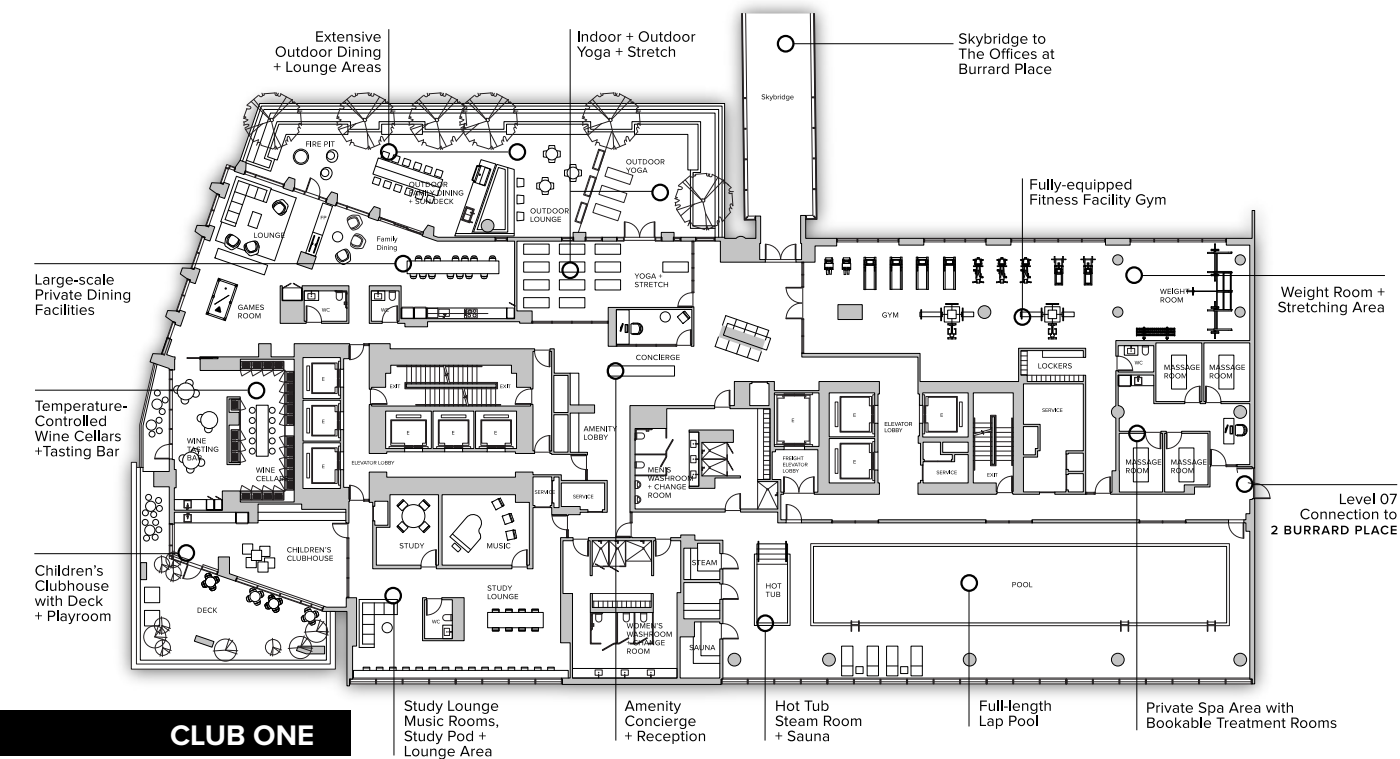 Extensive
Outdoor Dining
+ Lounge Areas
Indoor + Outdoor
Yoga + Stretch
Skybridge to
The Offices at
Burrard Place
Skybridge
FIRE PIT
OUTDOOR
FAMILY DINING
+ SUNDECK
OUTDOOR
LOUNGE
OUTDOOR
YOGA
Fully-equipped
Fitness Facility Gym
LOUNGE
FP
Family
Dining
Large-scale
Private Dining
Facilities
GAMES
ROOM
WC
WC
YOGA +
STRETCH
GYM
WEIGHT
ROOM
Weight Room +
Stretching Area
CONCIERGE
LOCKERS
WC
MASSAGE
ROOM
MASSAGE
ROOM
E
EXIT
EXIT
Temperature-
Controlled
Wine Cellars
+Tasting Bar
WINE
TASTING
BAR
WINE
CELLAR
E
E
E
E
E
E
ELEVATOR LOBBY
AMENITY
LOBBY
MEN'S
WASHROOM
+ CHANGE
ROOM
E
FREIGHT
ELEVATOR
LOBBY
E
E
ELEVATOR
LOBBY
E
SERVICE
EXIT
SERVICE
MASSAGE
ROOM
MASSAGE
ROOM
SERVICE
SERVICE
Level 07
Connection to
2 BURRARD PLACE
STUDY
MUSIC
CHILDREN'S
CLUBHOUSE
Children's
Clubhouse
with Deck
+ Playroom
DECK
STUDY
LOUNGE
WC
WOMEN'S
WASHROOM
+ CHANGE
ROOM
STEAM
SAUNA
HOT
TUB
POOL
Study Lounge
Music Rooms,
Study Pod +
Lounge Area
Amenity
Concierge
+ Reception
Hot Tub
Steam Room
+ Sauna
Full-length
Lap Pool
Private Spa Area with
Bookable Treatment Rooms
CLUB ONE